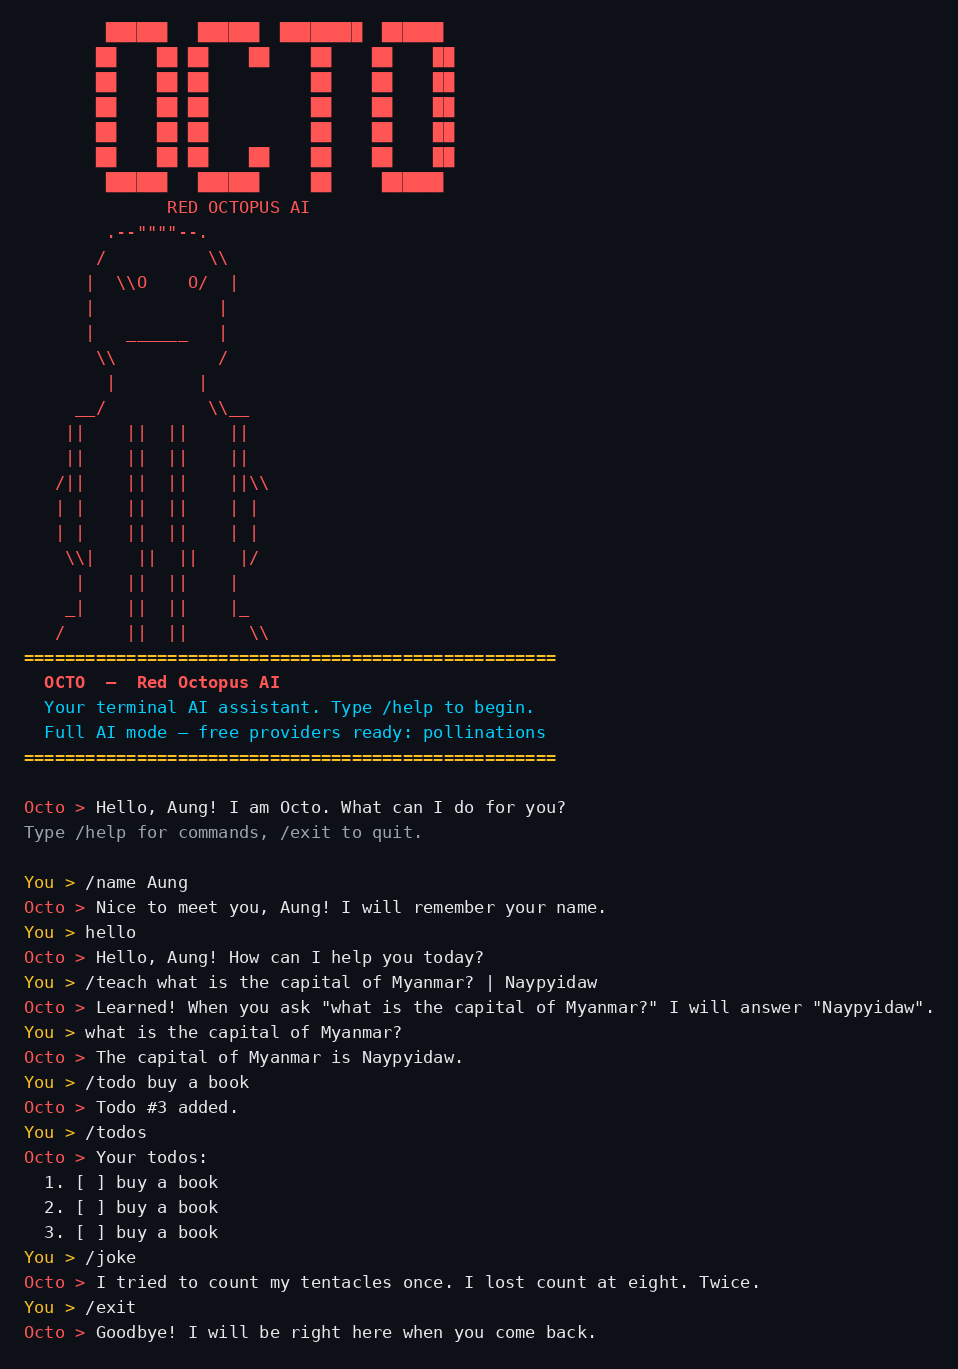 OCTO
RED OCTOPUS AI
        .--""""--.
       /          \\
      |  \\O    O/  |
      |            |
      |   ______   |
       \\          /
        |        |
     __/          \\__
    ||    ||  ||    ||
    ||    ||  ||    ||
   /||    ||  ||    ||\\
   | |    ||  ||    | |
   | |    ||  ||    | |
    \\|    ||  ||    |/
     |    ||  ||    |
    _|    ||  ||    |_
   /      ||  ||      \\
====================================================
  OCTO  —  Red Octopus AI
  Your terminal AI assistant. Type /help to begin.
  Full AI mode — free providers ready: pollinations
====================================================
Octo > Hello, Aung! I am Octo. What can I do for you?
Type /help for commands, /exit to quit.
You > /name Aung
Octo > Nice to meet you, Aung! I will remember your name.
You > hello
Octo > Hello, Aung! How can I help you today?
You > /teach what is the capital of Myanmar? | Naypyidaw
Octo > Learned! When you ask "what is the capital of Myanmar?" I will answer "Naypyidaw".
You > what is the capital of Myanmar?
Octo > The capital of Myanmar is Naypyidaw.
You > /todo buy a book
Octo > Todo #3 added.
You > /todos
Octo > Your todos:
  1. [ ] buy a book
  2. [ ] buy a book
  3. [ ] buy a book
You > /joke
Octo > I tried to count my tentacles once. I lost count at eight. Twice.
You > /exit
Octo > Goodbye! I will be right here when you come back.